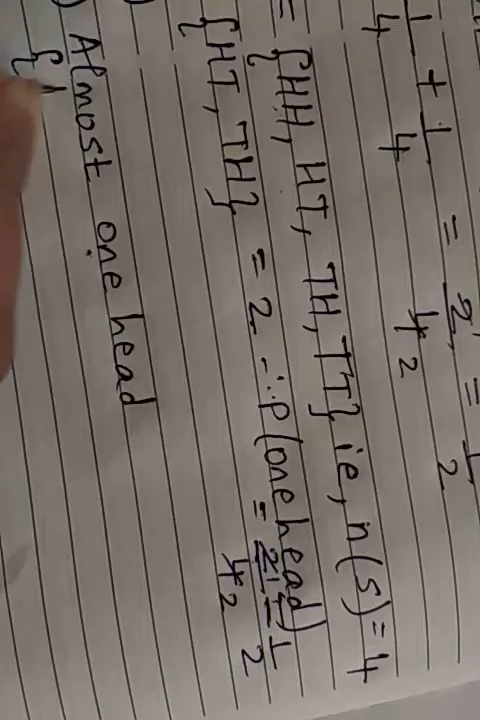 1/4 + 1/4 = 2/4 = 1/2
= {HH, HT, TH, TT} ie, n(S) = 4
{HT, TH} = 2 ∴ P(one head)
= 2/4 = 1/2
Almost one head
{